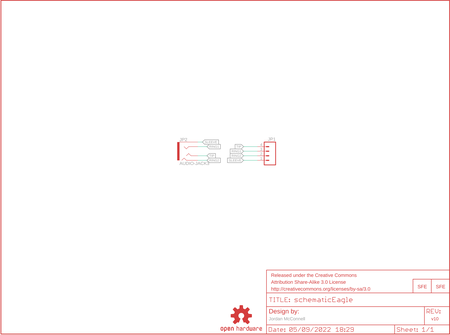 Released under the Creative Commons
Attribution Share-Alike 3.0 License
http://creativecommons.org/licenses/by-sa/3.0
SFE SFE
TITLE: schematicEagle
Design by:
REV:
Jordan McConnell
v10
open hardware
Date: 05/09/2022 18:29
Sheet: 1/1